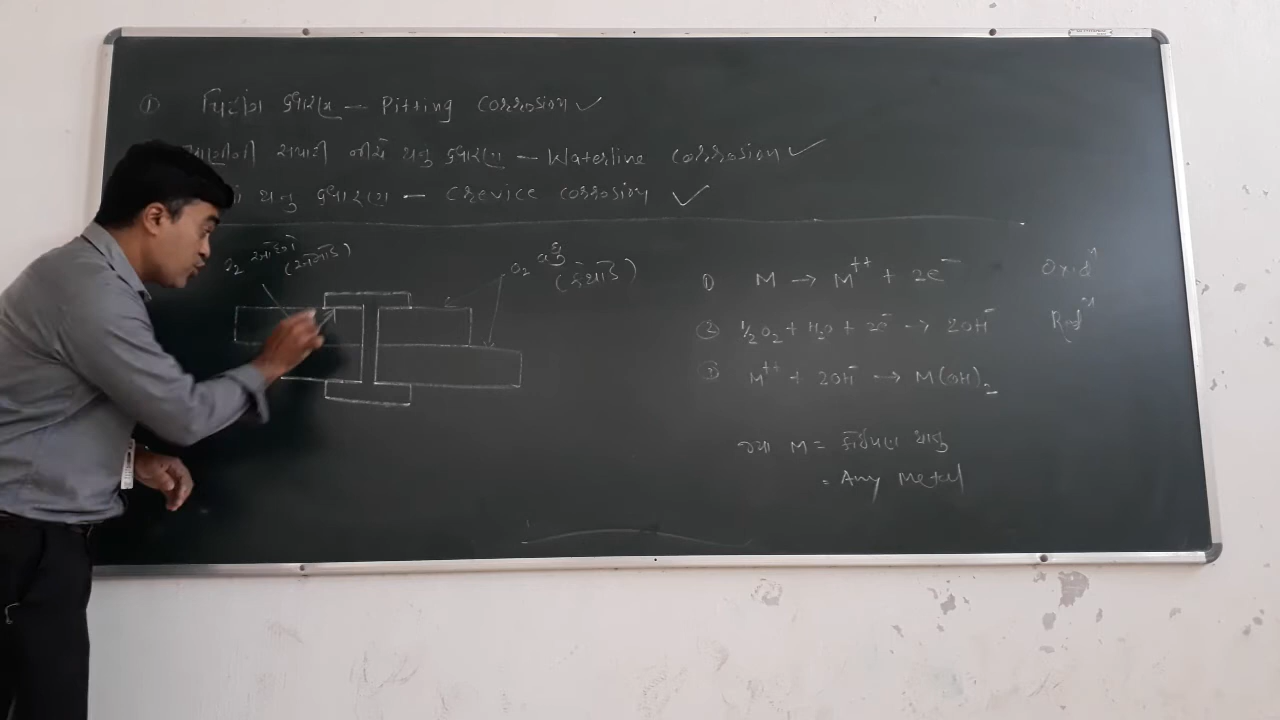 ① પિટીંગ ક્ષારણ — Pitting Corrosion ✓
પાણીની સપાટી નીચે થતુ ક્ષારણ — Waterline corrosion ✓
થતુ ક્ષારણ — Crevice corrosion ✓
O₂ ઓછો (એનોડ)
O₂ વધુ (કેથોડ)
① M → M⁺⁺ + 2e⁻ Oxidⁿ
② ½O₂ + H₂O + 2e⁻ → 2OH⁻ Redⁿ
③ M⁺⁺ + 2OH⁻ → M(OH)₂
જ્યા M = કોઈપણ ધાતુ
= Any Metal